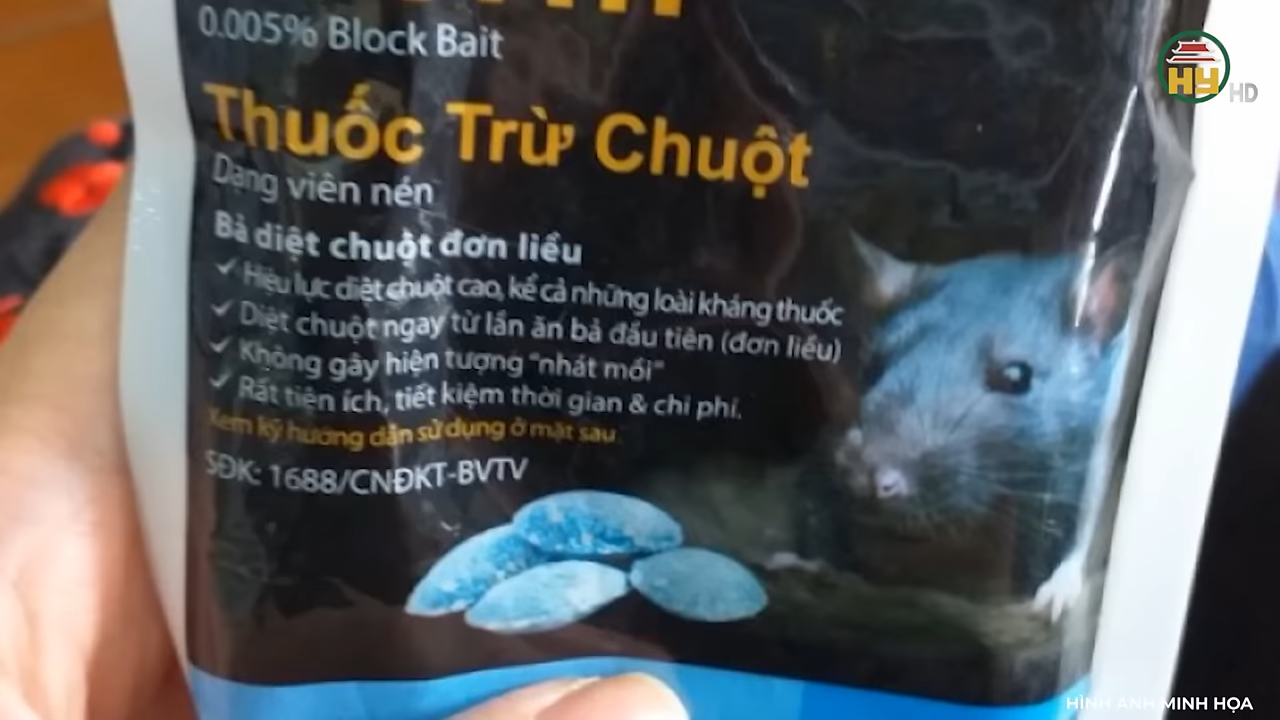 0.005% Block Bait
Thuốc Trừ Chuột
Dạng viên nén
Bả diệt chuột đơn liều
Hiệu lực diệt chuột cao, kể cả những loài kháng thuốc
Diệt chuột ngay từ lần ăn bả đầu tiên (đơn liều)
Không gây hiện tượng "nhát mồi"
Rất tiện ích, tiết kiệm thời gian & chi phí.
Xem kỹ hướng dẫn sử dụng ở mặt sau.
SĐK: 1688/CNĐKT-BVTV
HY HD
HÌNH ẢNH MINH HỌA